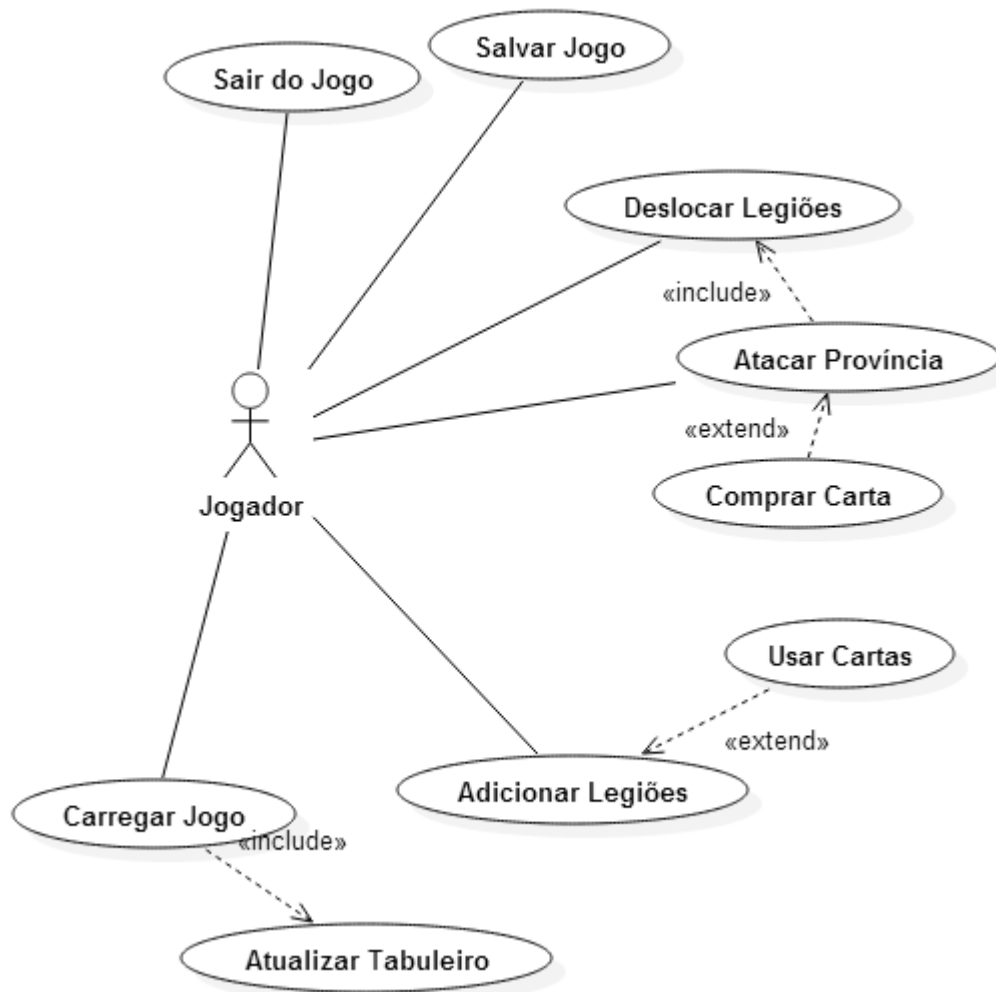 Salvar Jogo
Sair do Jogo
Deslocar Legiões
«include»
Atacar Província
«extend»
Comprar Carta
Jogador
Usar Cartas
«extend»
Adicionar Legiões
Carregar Jogo
«include»
Atualizar Tabuleiro